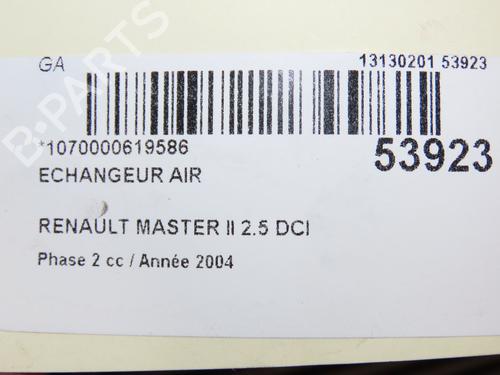 GA
13130201 53923
*1070000619586
53923
ECHANGEUR AIR
RENAULT MASTER II 2.5 DCI
Phase 2 cc / Année 2004
B-PARTS